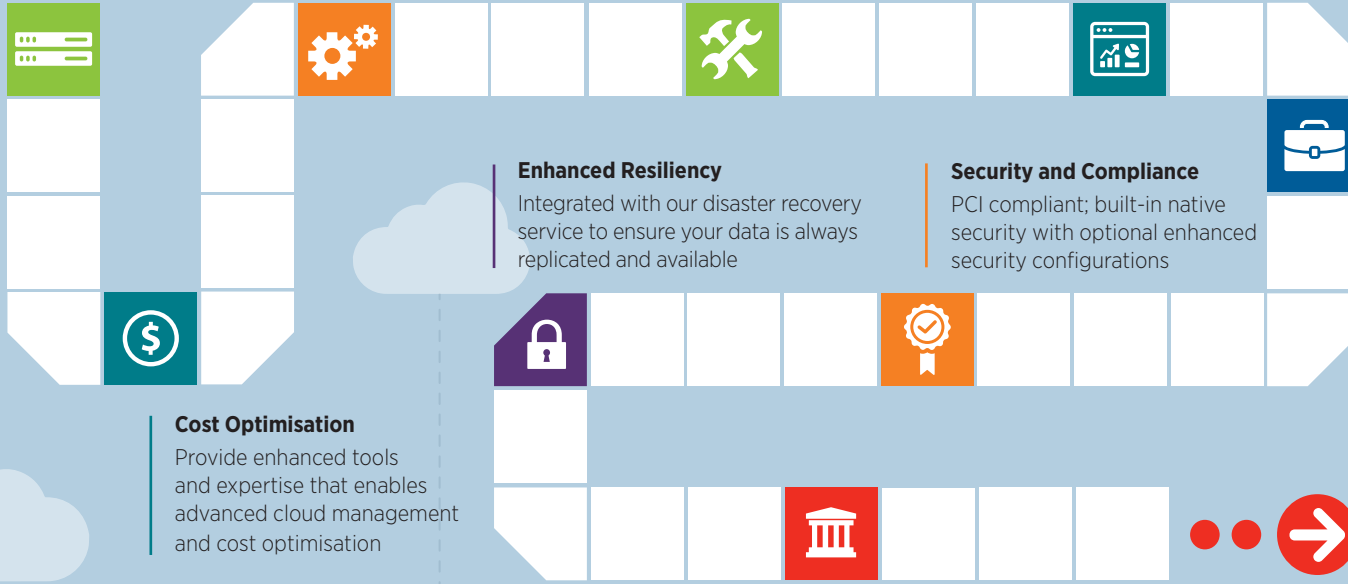 Enhanced Resiliency
Integrated with our disaster recovery
service to ensure your data is always
replicated and available
Security and Compliance
PCI compliant; built-in native
security with optional enhanced
security configurations
$
Cost Optimisation
Provide enhanced tools
and expertise that enables
advanced cloud management
and cost optimisation